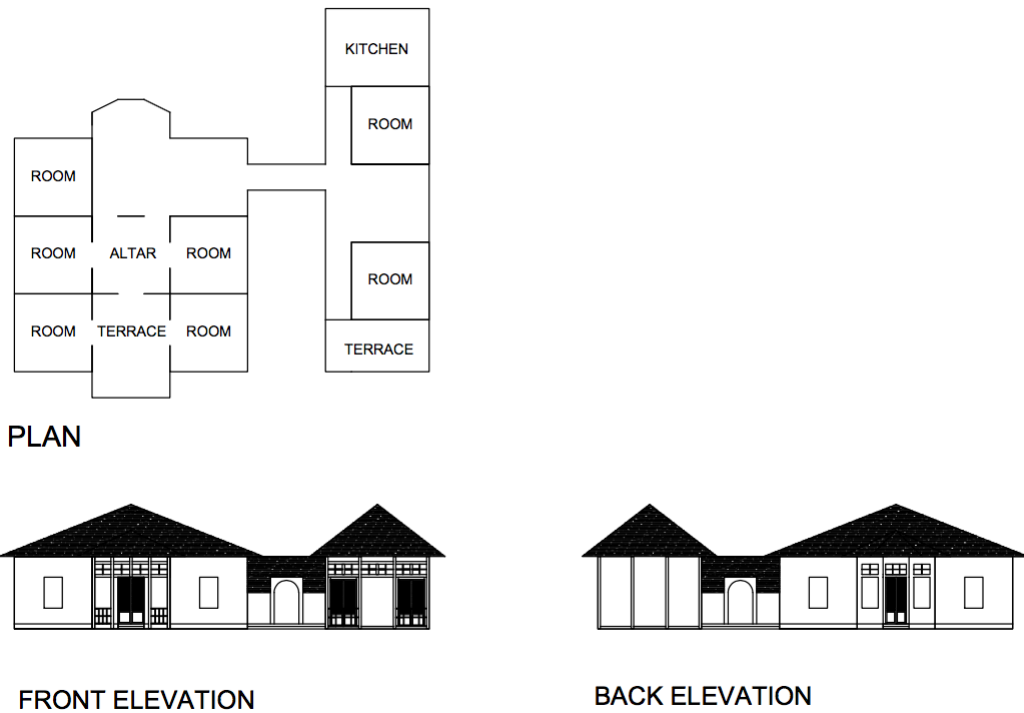 KITCHEN
ROOM
ROOM
ROOM
ALTAR
ROOM
ROOM
ROOM
TERRACE
ROOM
TERRACE
PLAN
FRONT ELEVATION
BACK ELEVATION